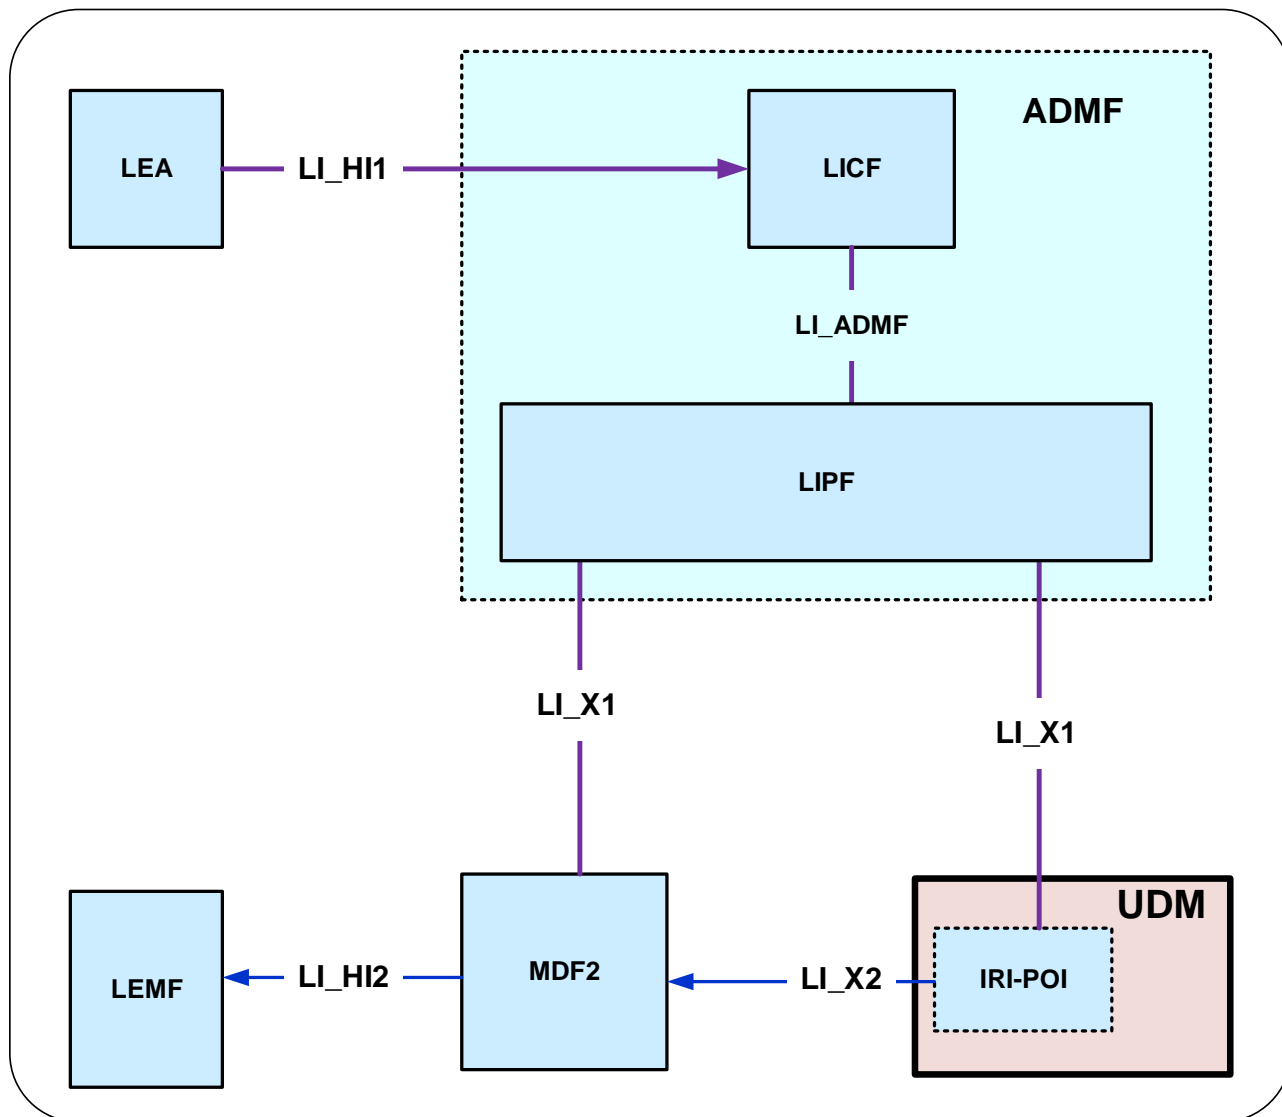 ADMF
LEA
LI_HI1
LICF
LI_ADMF
LIPF
LI_X1
LI_X1
UDM
LEMF
LI_HI2
MDF2
LI_X2
IRI-POI